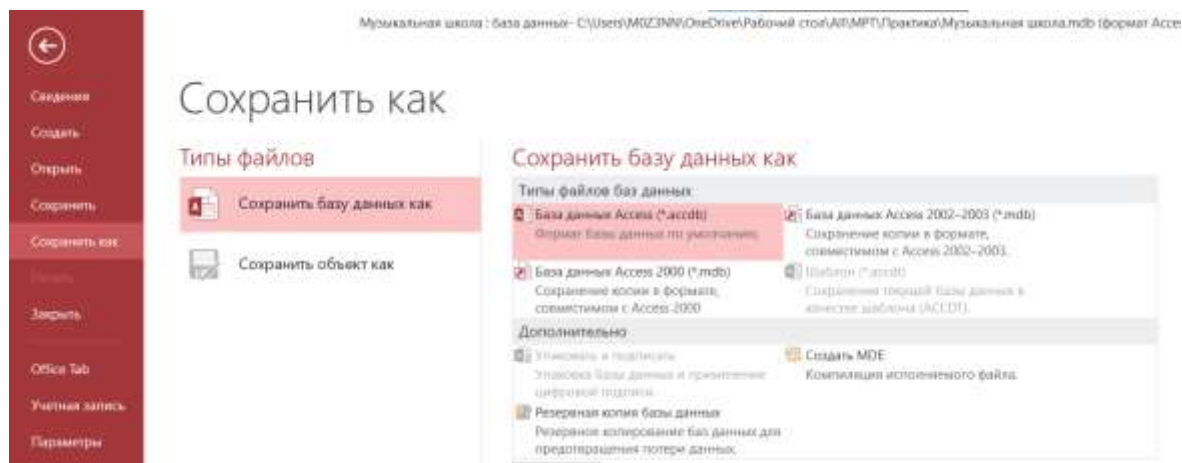 Музыкальная школа : база данных- C:\Users\M0Z3NN\OneDrive\Рабочий стол\All\МРТ\Практика\Музыкальная школа.mdb (формат Acce
Сохранить как
Сведения
Создать
Открыть
Сохранить
Сохранить как
Печать
Закрыть
Office Tab
Учетная запись
Параметры
Типы файлов
Сохранить базу данных как
Сохранить объект как
Сохранить базу данных как
Типы файлов баз данных
База данных Access (*.accdb)
Формат базы данных по умолчанию.
База данных Access 2002–2003 (*.mdb)
Сохранение копии в формате,
совместимом с Access 2002–2003.
База данных Access 2000 (*.mdb)
Сохранение копии в формате,
совместимом с Access 2000
Шаблон (*.accdt)
Сохранение текущей базы данных в
качестве шаблона (ACCDT).
Дополнительно
Упаковать и подписать
Упаковка базы данных и применение
цифровой подписи.
Создать MDE
Компиляция исполняемого файла.
Резервная копия базы данных
Резервное копирование баз данных для
предотвращения потери данных.